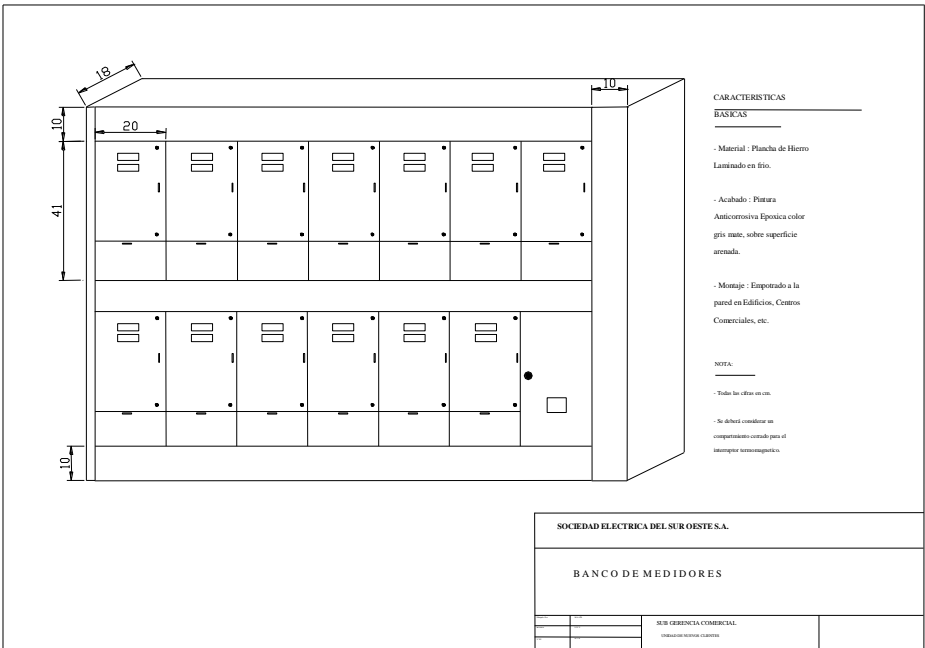 18
10
10
20
41
10
CARACTERISTICAS
BASICAS
- Material : Plancha de Hierro
Laminado en frio.
- Acabado : Pintura
Anticorrosiva Epoxica color
gris mate, sobre superficie
arenada.
- Montaje : Empotrado a la
pared en Edificios, Centros
Comerciales, etc.
NOTA:
- Todas las cifras en cm.
- Se deberá considerar un
compartimiento cerrado para el
interruptor termomagnetico.
SOCIEDAD ELECTRICA DEL SUR OESTE S.A.
BANCO DE MEDIDORES
SUB GERENCIA COMERCIAL
UNIDAD DE NUEVOS CLIENTES